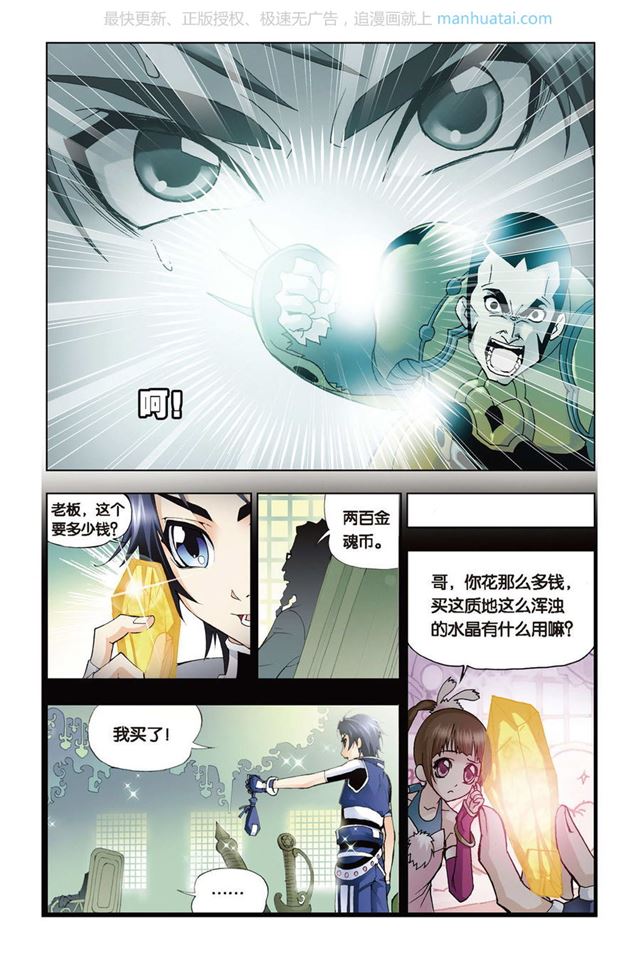 最快更新、正版授权、极速无广告，追漫画就上 manhuatai.com
呵！
老板，这个
要多少钱？
两百金
魂币。
哥，你花那么多钱，
买这质地这么浑浊
的水晶有什么用嘛？
我买了！
……